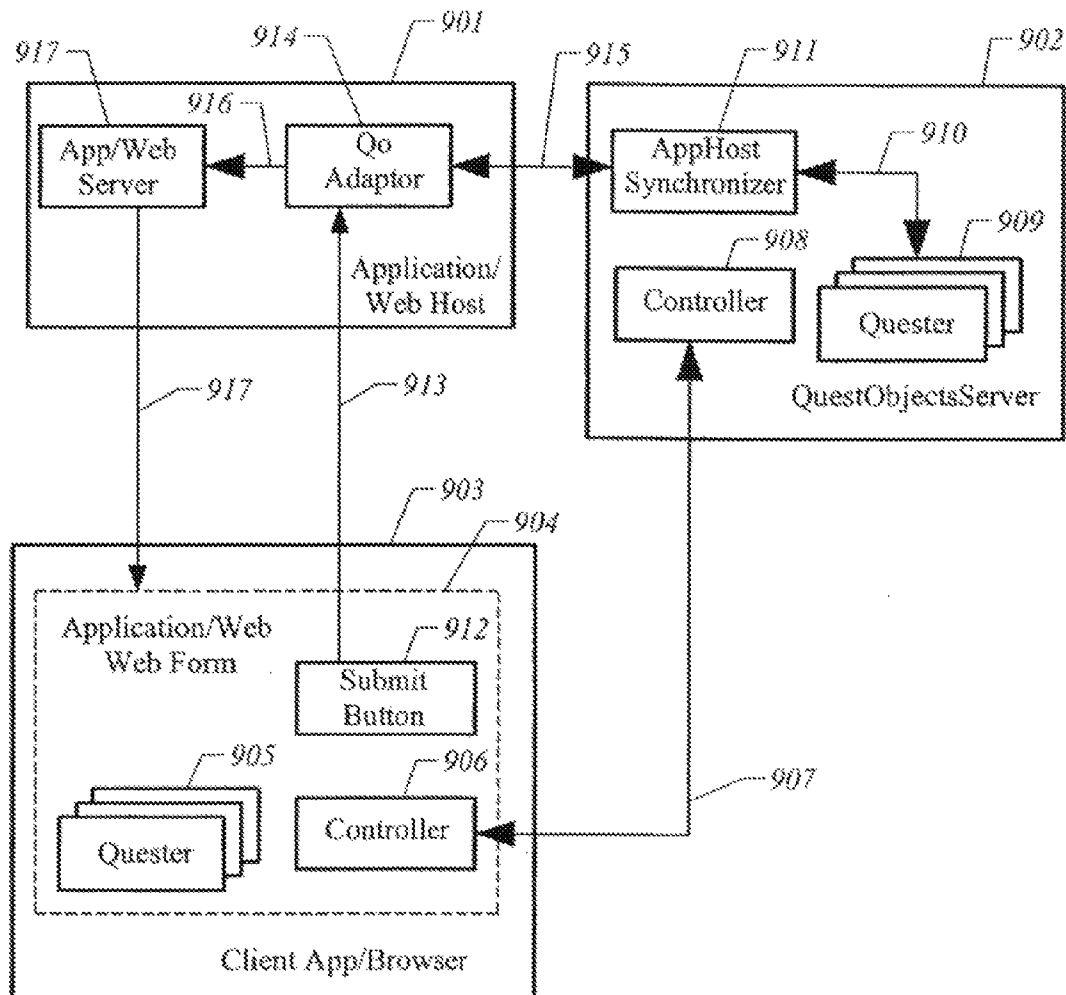 901
914
917
902
911
915
916
910
App/Web
Server
Qo
Adaptor
AppHost
Synchronizer
909
908
Application/
Web Host
Controller
Quester
QuestObjectsServer
917
913
903
904
Application/Web
Web Form
912
Submit
Button
905
906
907
Controller
Quester
Client App/Browser